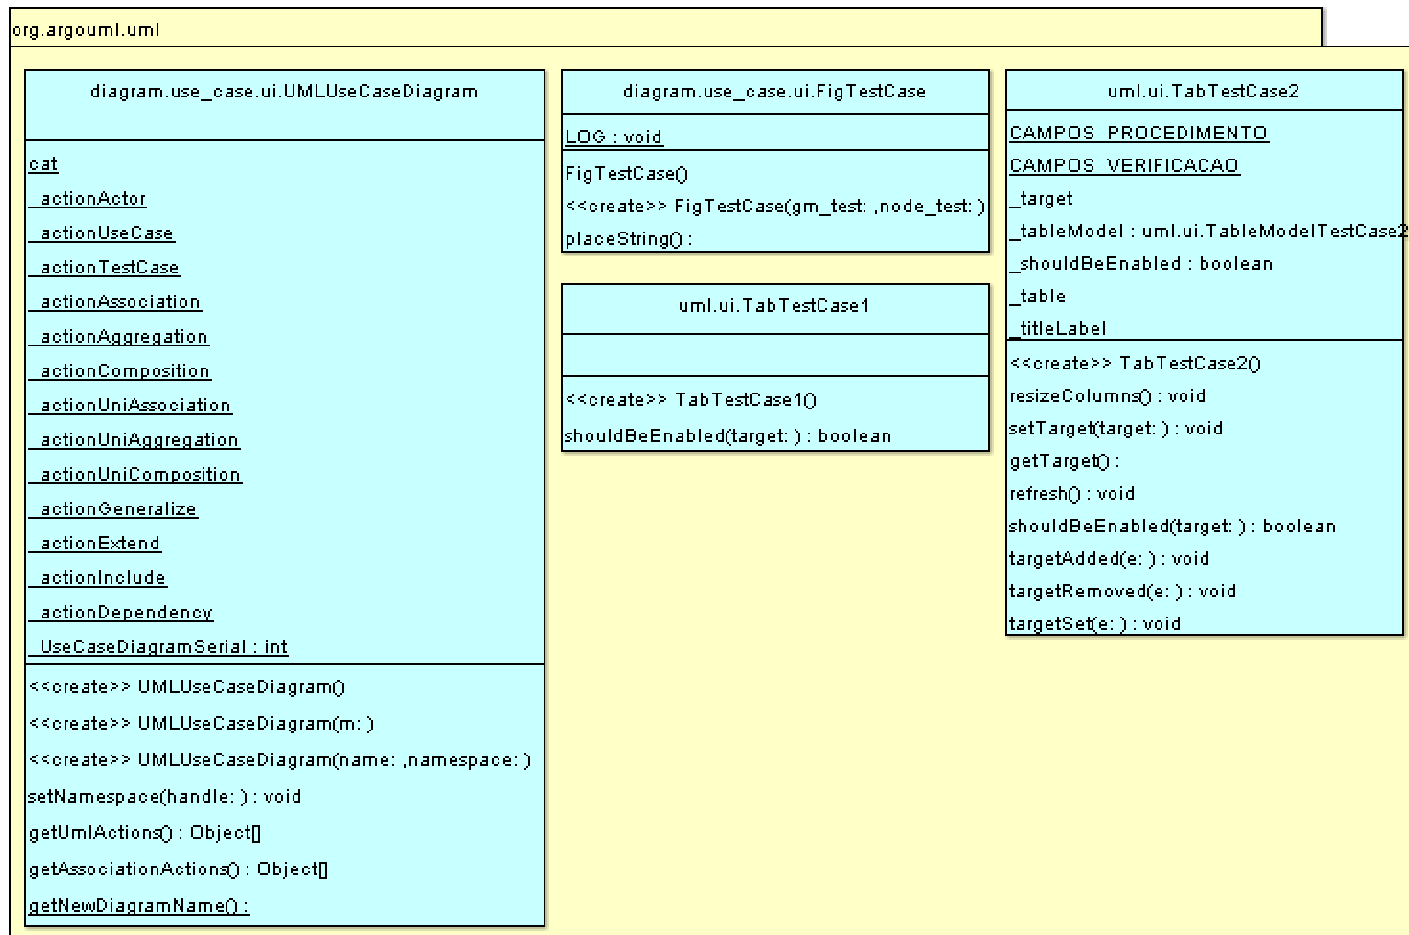 org.argouml.uml
diagram.use_case.ui.UMLUseCaseDiagram
cat
_actionActor
_actionUseCase
_actionTestCase
_actionAssociation
_actionAggregation
_actionComposition
_actionUniAssociation
_actionUniAggregation
_actionUniComposition
_actionGeneralize
_actionExtend
_actionInclude
_actionDependency
_UseCaseDiagramSerial : int
<<create>> UMLUseCaseDiagram()
<<create>> UMLUseCaseDiagram(m: )
<<create>> UMLUseCaseDiagram(name: ,namespace: )
setNamespace(handle: ) : void
getUmlActions() : Object[]
getAssociationActions() : Object[]
getNewDiagramName() :
diagram.use_case.ui.FigTestCase
LOG : void
FigTestCase()
<<create>> FigTestCase(gm_test: ,node_test: )
placeString() :
uml.ui.TabTestCase1
<<create>> TabTestCase1()
shouldBeEnabled(target: ) : boolean
uml.ui.TabTestCase2
CAMPOS_PROCEDIMENTO
CAMPOS_VERIFICACAO
_target
_tableModel : uml.ui.TableModelTestCase2
_shouldBeEnabled : boolean
_table
_titleLabel
<<create>> TabTestCase2()
resizeColumns() : void
setTarget(target: ) : void
getTarget() :
refresh() : void
shouldBeEnabled(target: ) : boolean
targetAdded(e: ) : void
targetRemoved(e: ) : void
targetSet(e: ) : void